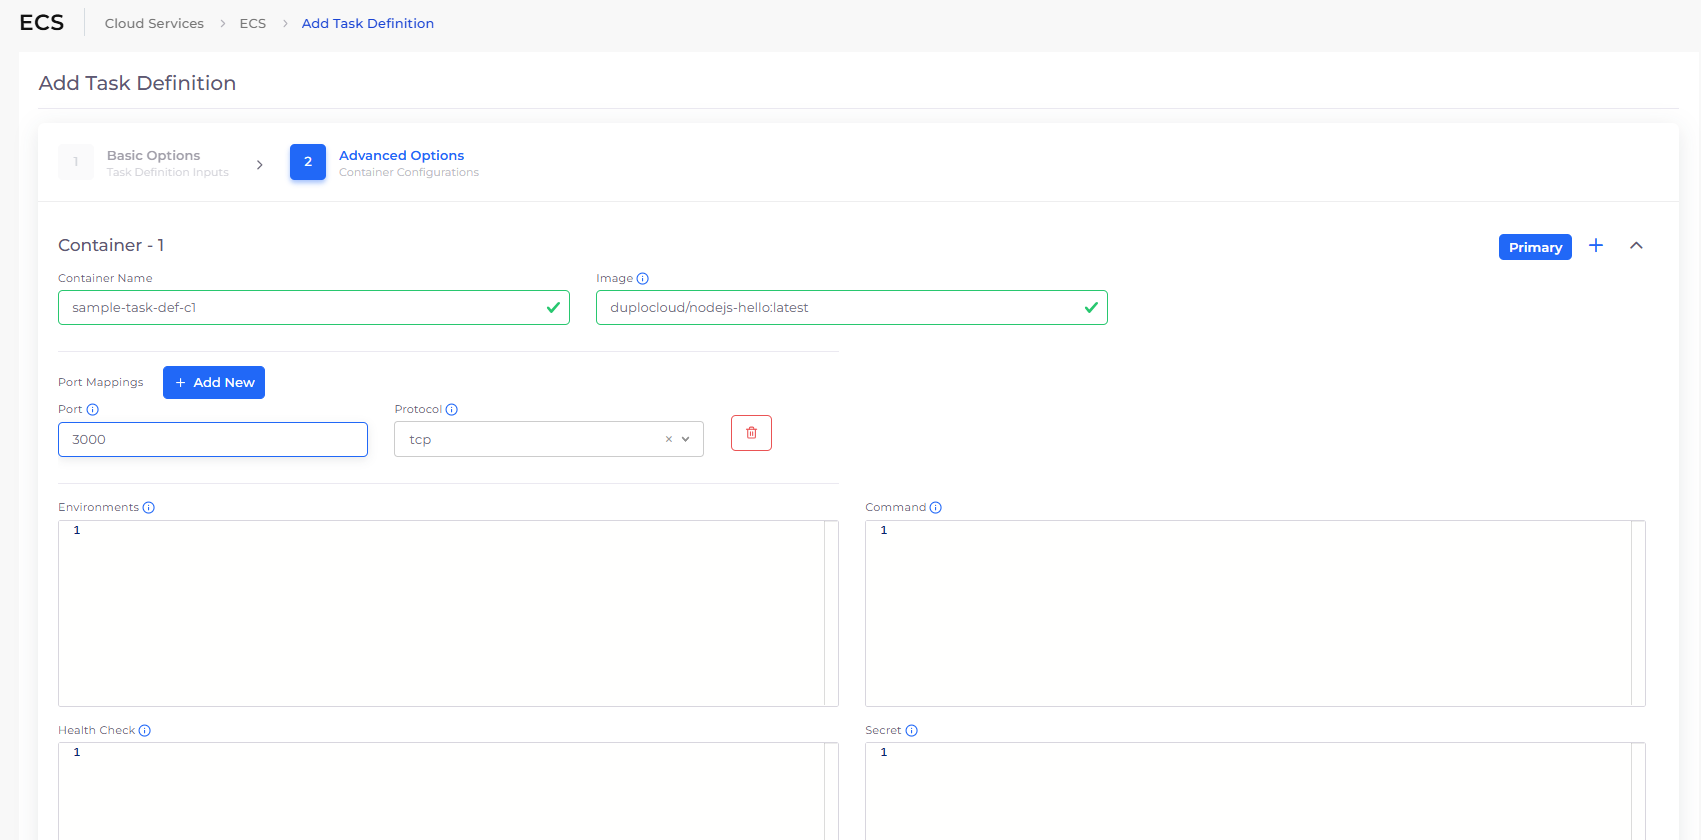 ECS
Cloud Services > ECS > Add Task Definition
Add Task Definition
1
Basic Options
Task Definition Inputs
2
Advanced Options
Container Configurations
Container - 1
Primary
Container Name
Image
sample-task-def-c1
duplocloud/nodejs-hello:latest
Port Mappings
+ Add New
Port
Protocol
3000
tcp
Environments
Command
1
1
Health Check
Secret
1
1